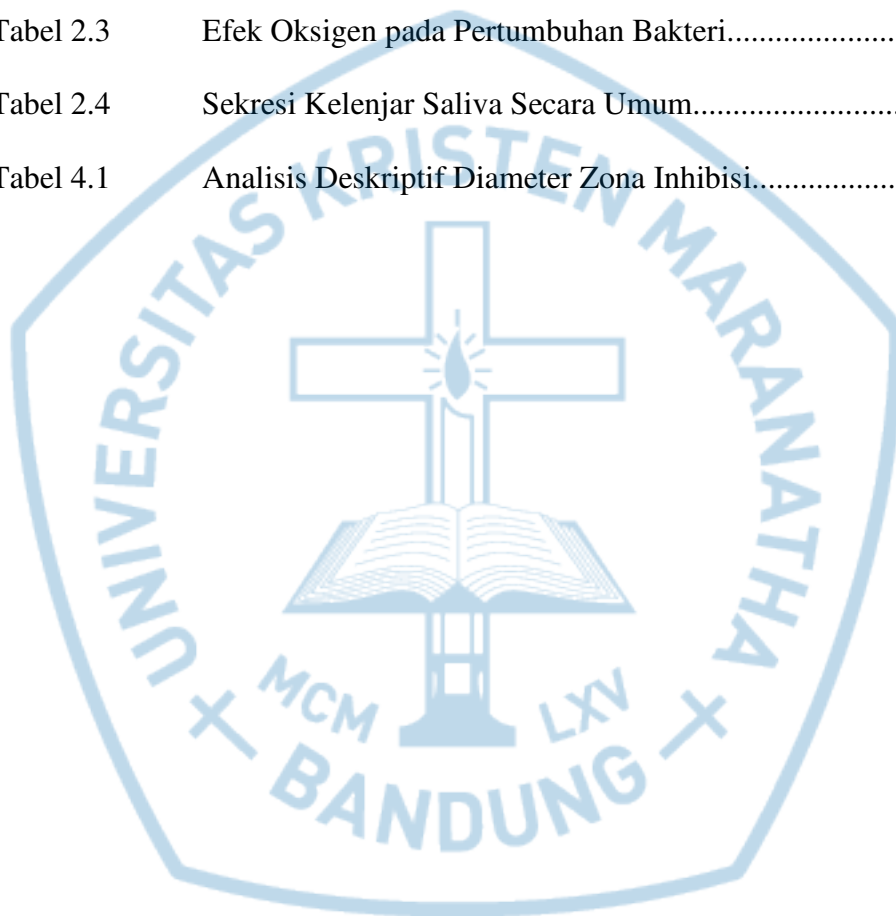 Tabel 2.3 Efek Oksigen pada Pertumbuhan Bakteri.....................
Tabel 2.4 Sekresi Kelenjar Saliva Secara Umum.........................
Tabel 4.1 Analisis Deskriptif Diameter Zona Inhibisi..................
UNIVERSITAS KRISTEN MARANATHA
MCM LXV
BANDUNG